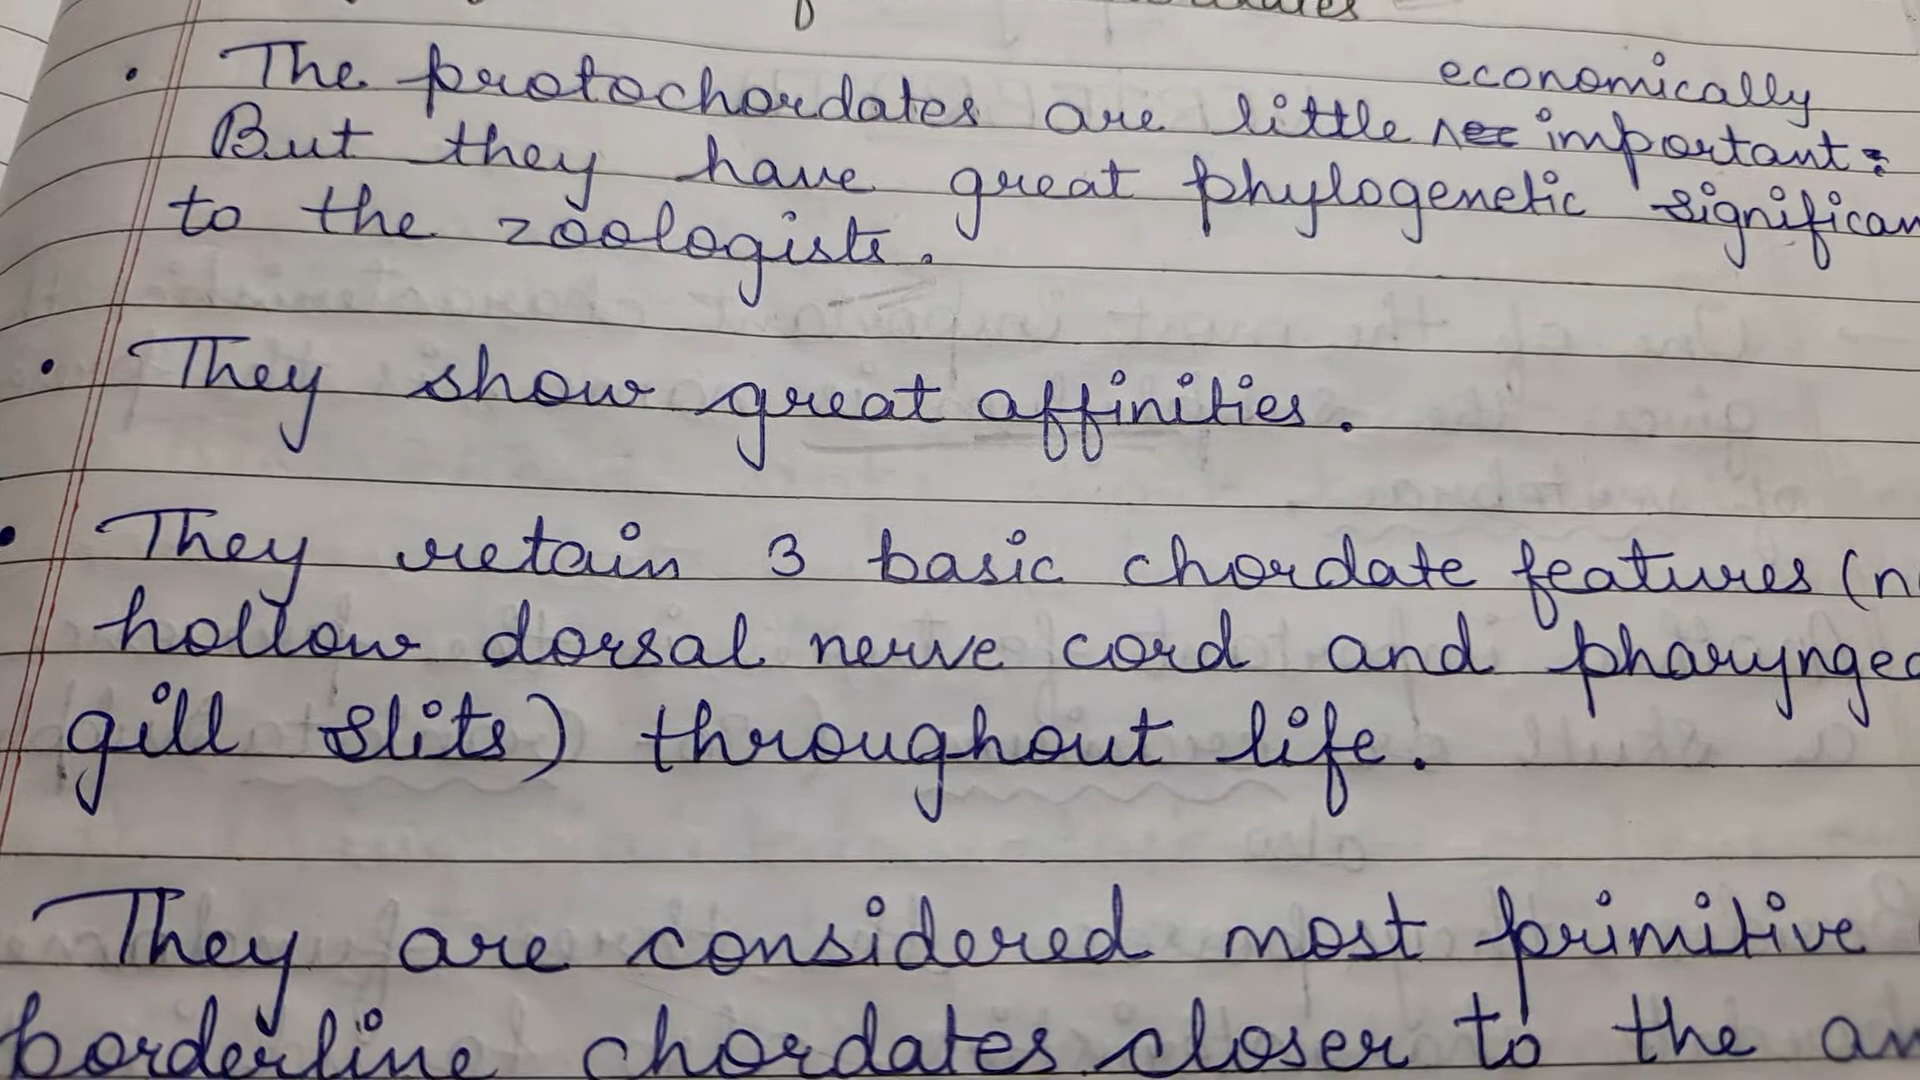 economically
• The protochordates are little important.
But they have great phylogenetic significan
to the zoologists.
• They show great affinities.
• They retain 3 basic chordate features (n
hollow dorsal nerve cord and pharyngea
gill slits) throughout life.
They are considered most primitive
borderline chordates closer to the an